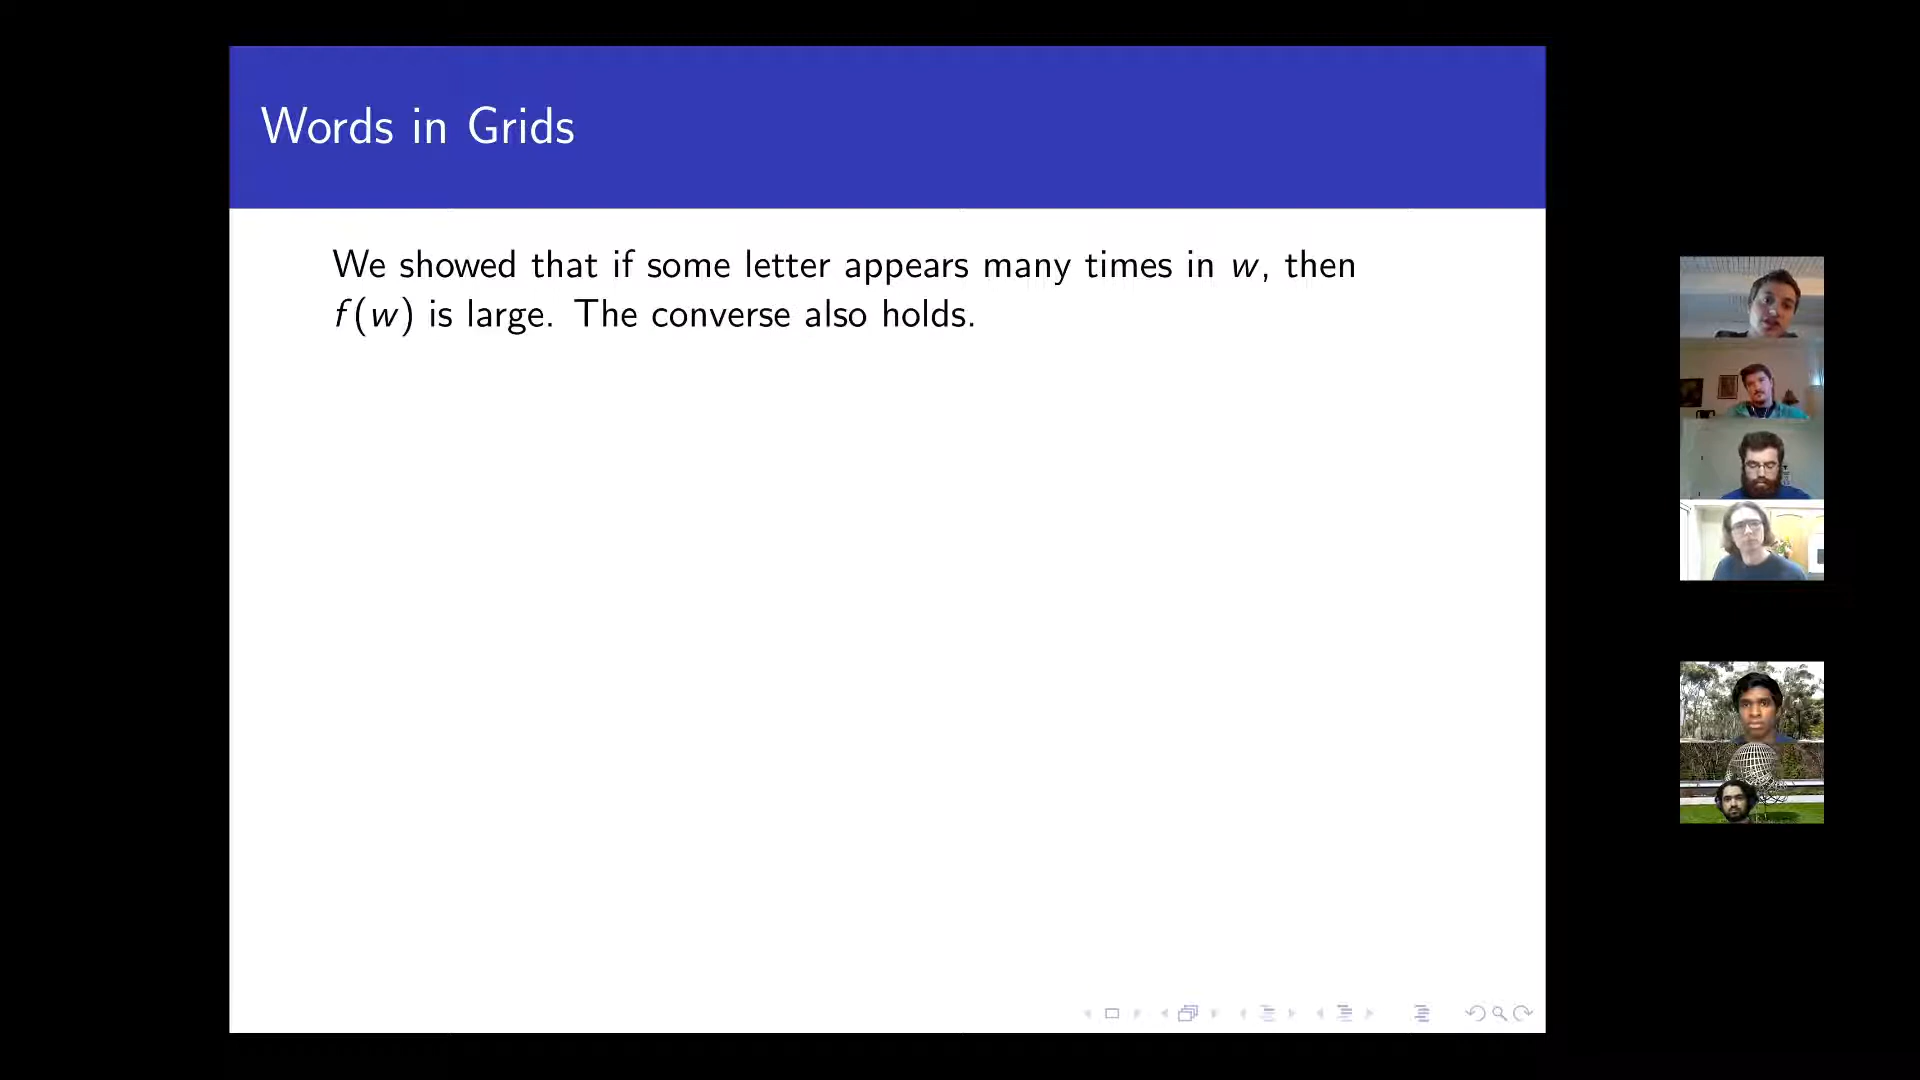 Words in Grids
We showed that if some letter appears many times in w, then
f(w) is large. The converse also holds.